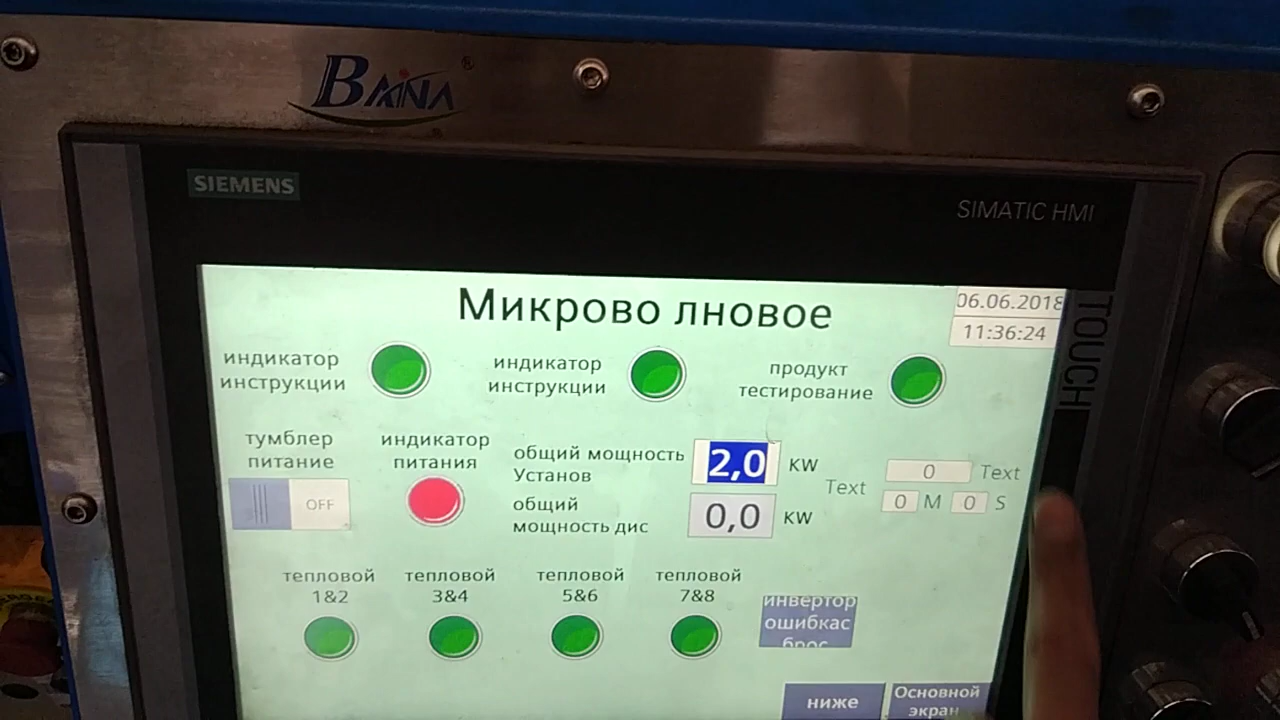 BAINA
®
SIEMENS
SIMATIC HMI
TOUCH
Микрово лновое
06.06.2018
11:36:24
индикатор
инструкции
индикатор
инструкции
продукт
тестирование
тумблер
питание
OFF
индикатор
питания
общий мощность
Установ
2,0 KW
общий
мощность дис
0,0 KW
Text
0 Text
0 M 0 S
тепловой
1&2
тепловой
3&4
тепловой
5&6
тепловой
7&8
инвертор
ошибкас
брос
ниже
Основной
экран